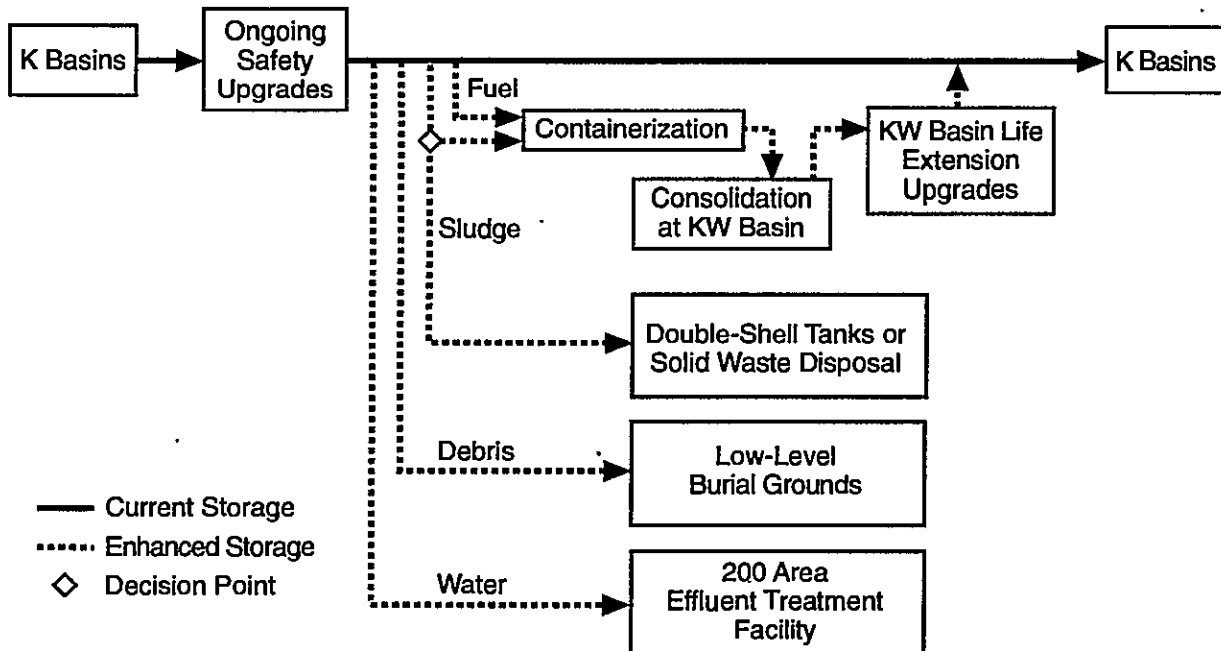 K Basins
Ongoing
Safety
Upgrades
K Basins
Fuel
Containerization
KW Basin Life
Extension
Upgrades
Consolidation
at KW Basin
Sludge
Double-Shell Tanks or
Solid Waste Disposal
Debris
Low-Level
Burial Grounds
Current Storage
Enhanced Storage
Decision Point
Water
200 Area
Effluent Treatment
Facility